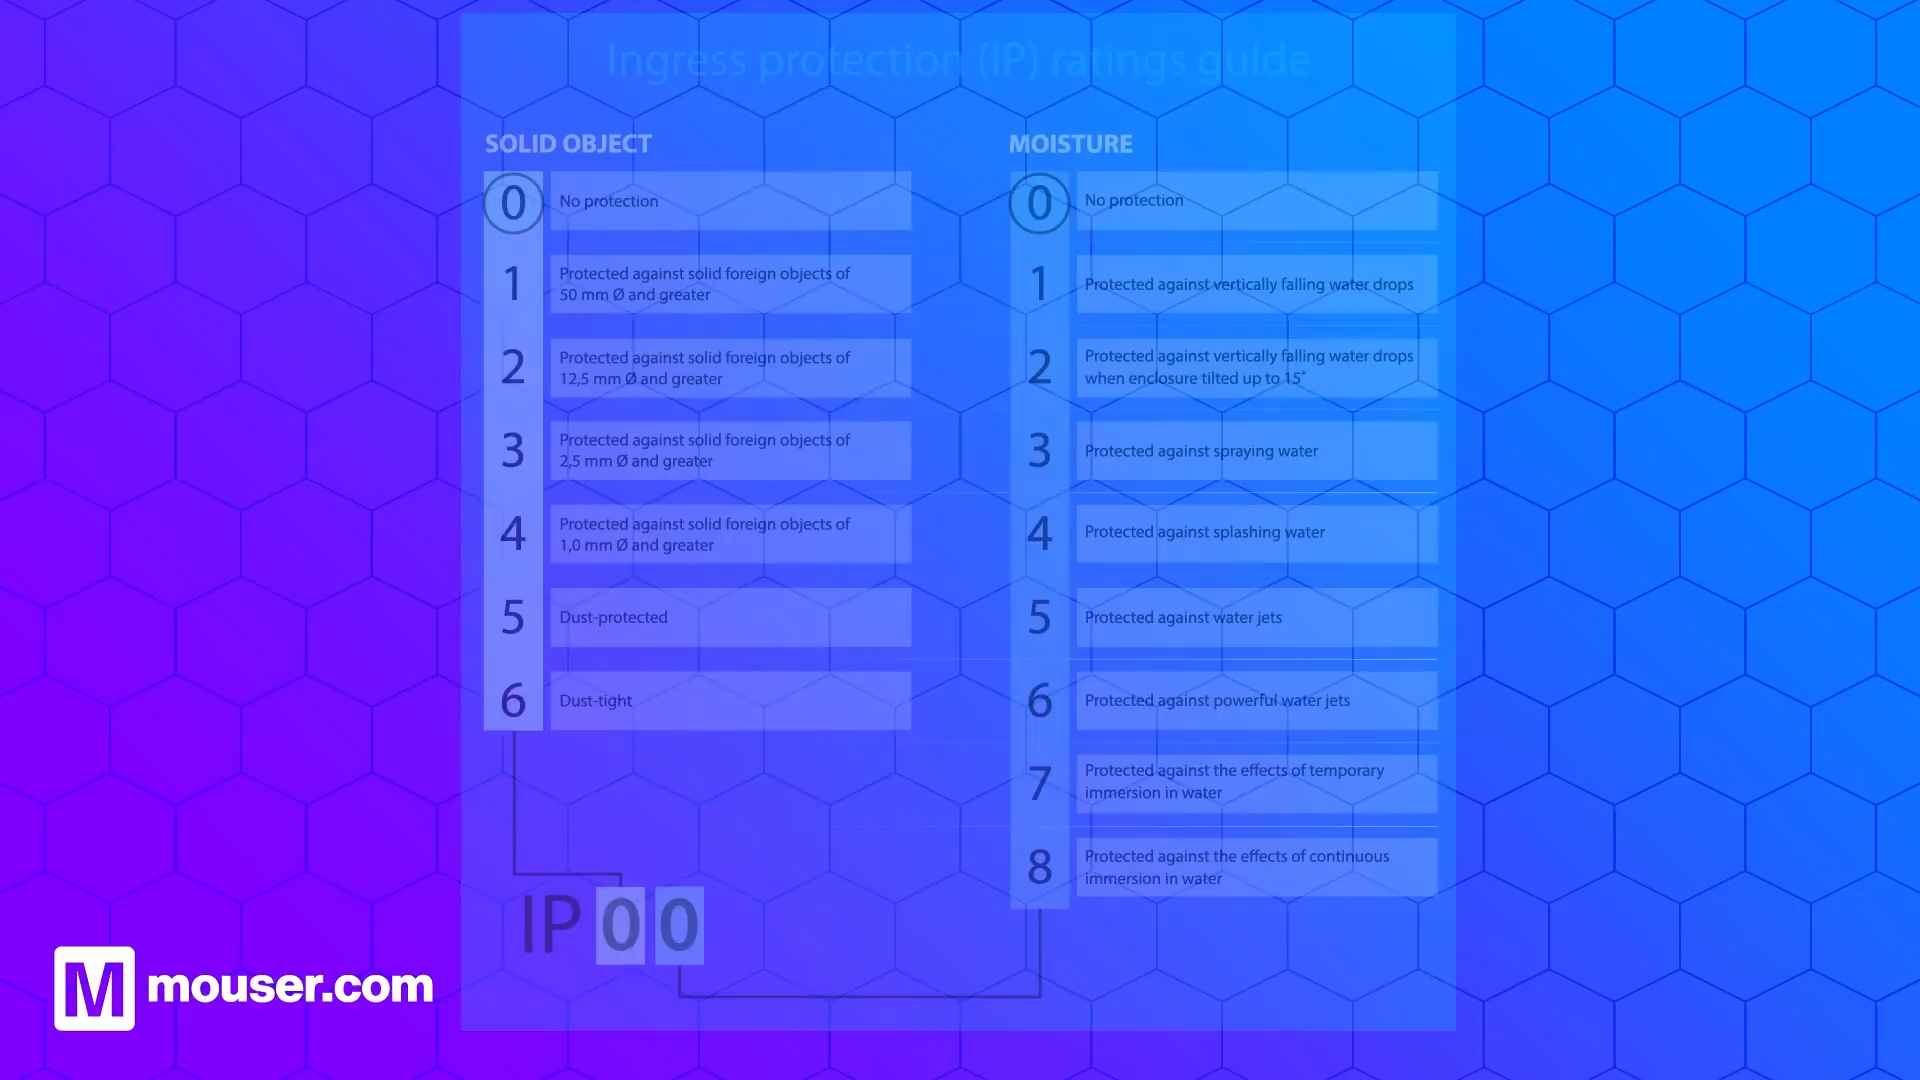 Ingress protection (IP) ratings guide
SOLID OBJECT
0
No protection
1
Protected against solid foreign objects of
50 mm Ø and greater
2
Protected against solid foreign objects of
12,5 mm Ø and greater
3
Protected against solid foreign objects of
2,5 mm Ø and greater
4
Protected against solid foreign objects of
1,0 mm Ø and greater
5
Dust-protected
6
Dust-tight
MOISTURE
0
No protection
1
Protected against vertically falling water drops
2
Protected against vertically falling water drops
when enclosure tilted up to 15˚
3
Protected against spraying water
4
Protected against splashing water
5
Protected against water jets
6
Protected against powerful water jets
7
Protected against the effects of temporary
immersion in water
8
Protected against the effects of continuous
immersion in water
IP 0 0
M mouser.com